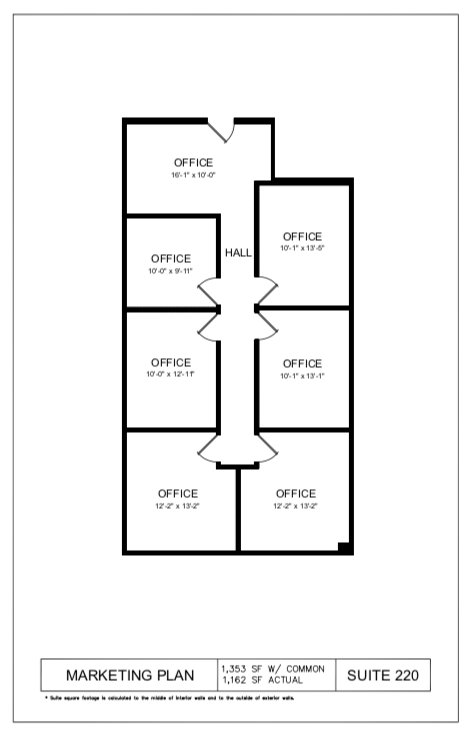 OFFICE
16'-1" x 10'-0"
HALL
OFFICE
10'-1" x 13'-5"
OFFICE
10'-0" x 9'-11"
OFFICE
10'-0" x 12'-11"
OFFICE
10'-1" x 13'-1"
OFFICE
12'-2" x 13'-2"
OFFICE
12'-2" x 13'-2"
MARKETING PLAN
1,353 SF W/ COMMON
1,162 SF ACTUAL
SUITE 220
* Suite square footage is calculated to the middle of interior walls and to the outside of exterior walls.